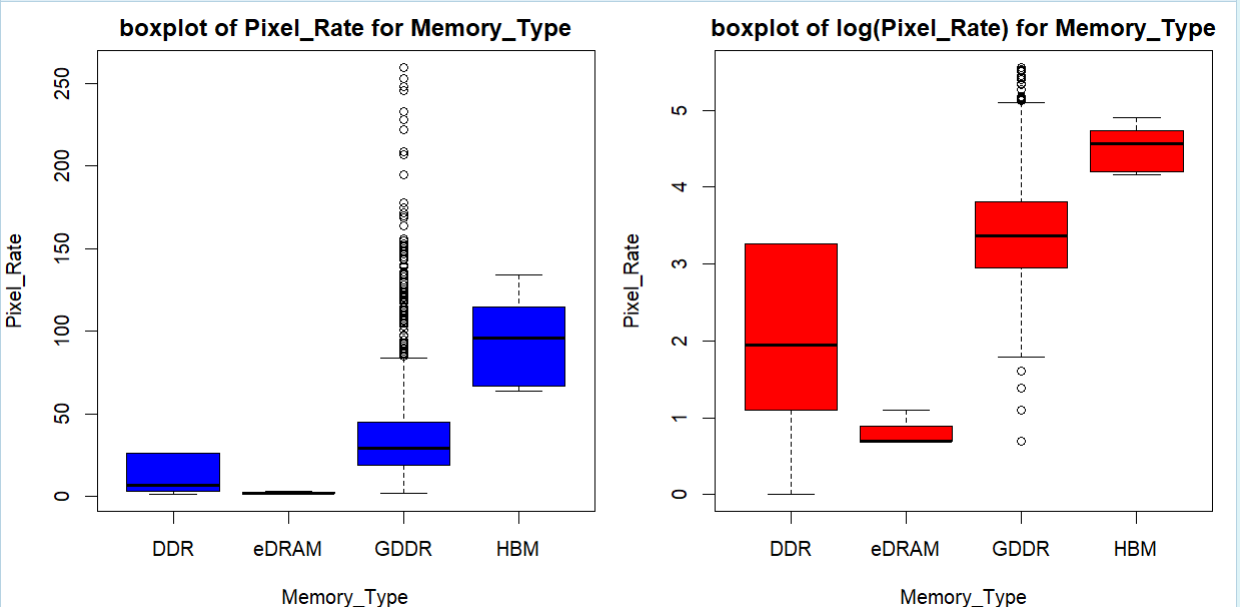 boxplot of Pixel_Rate for Memory_Type
Pixel_Rate
250
200
150
100
50
0
DDR eDRAM GDDR HBM
Memory_Type
boxplot of log(Pixel_Rate) for Memory_Type
Pixel_Rate
5
4
3
2
1
0
DDR eDRAM GDDR HBM
Memory_Type